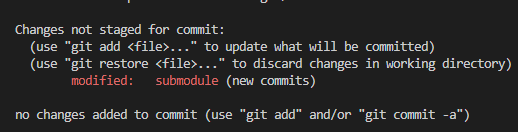 Changes not staged for commit:
(use "git add <file>..." to update what will be committed)
(use "git restore <file>..." to discard changes in working directory)
modified: submodule (new commits)
no changes added to commit (use "git add" and/or "git commit -a")